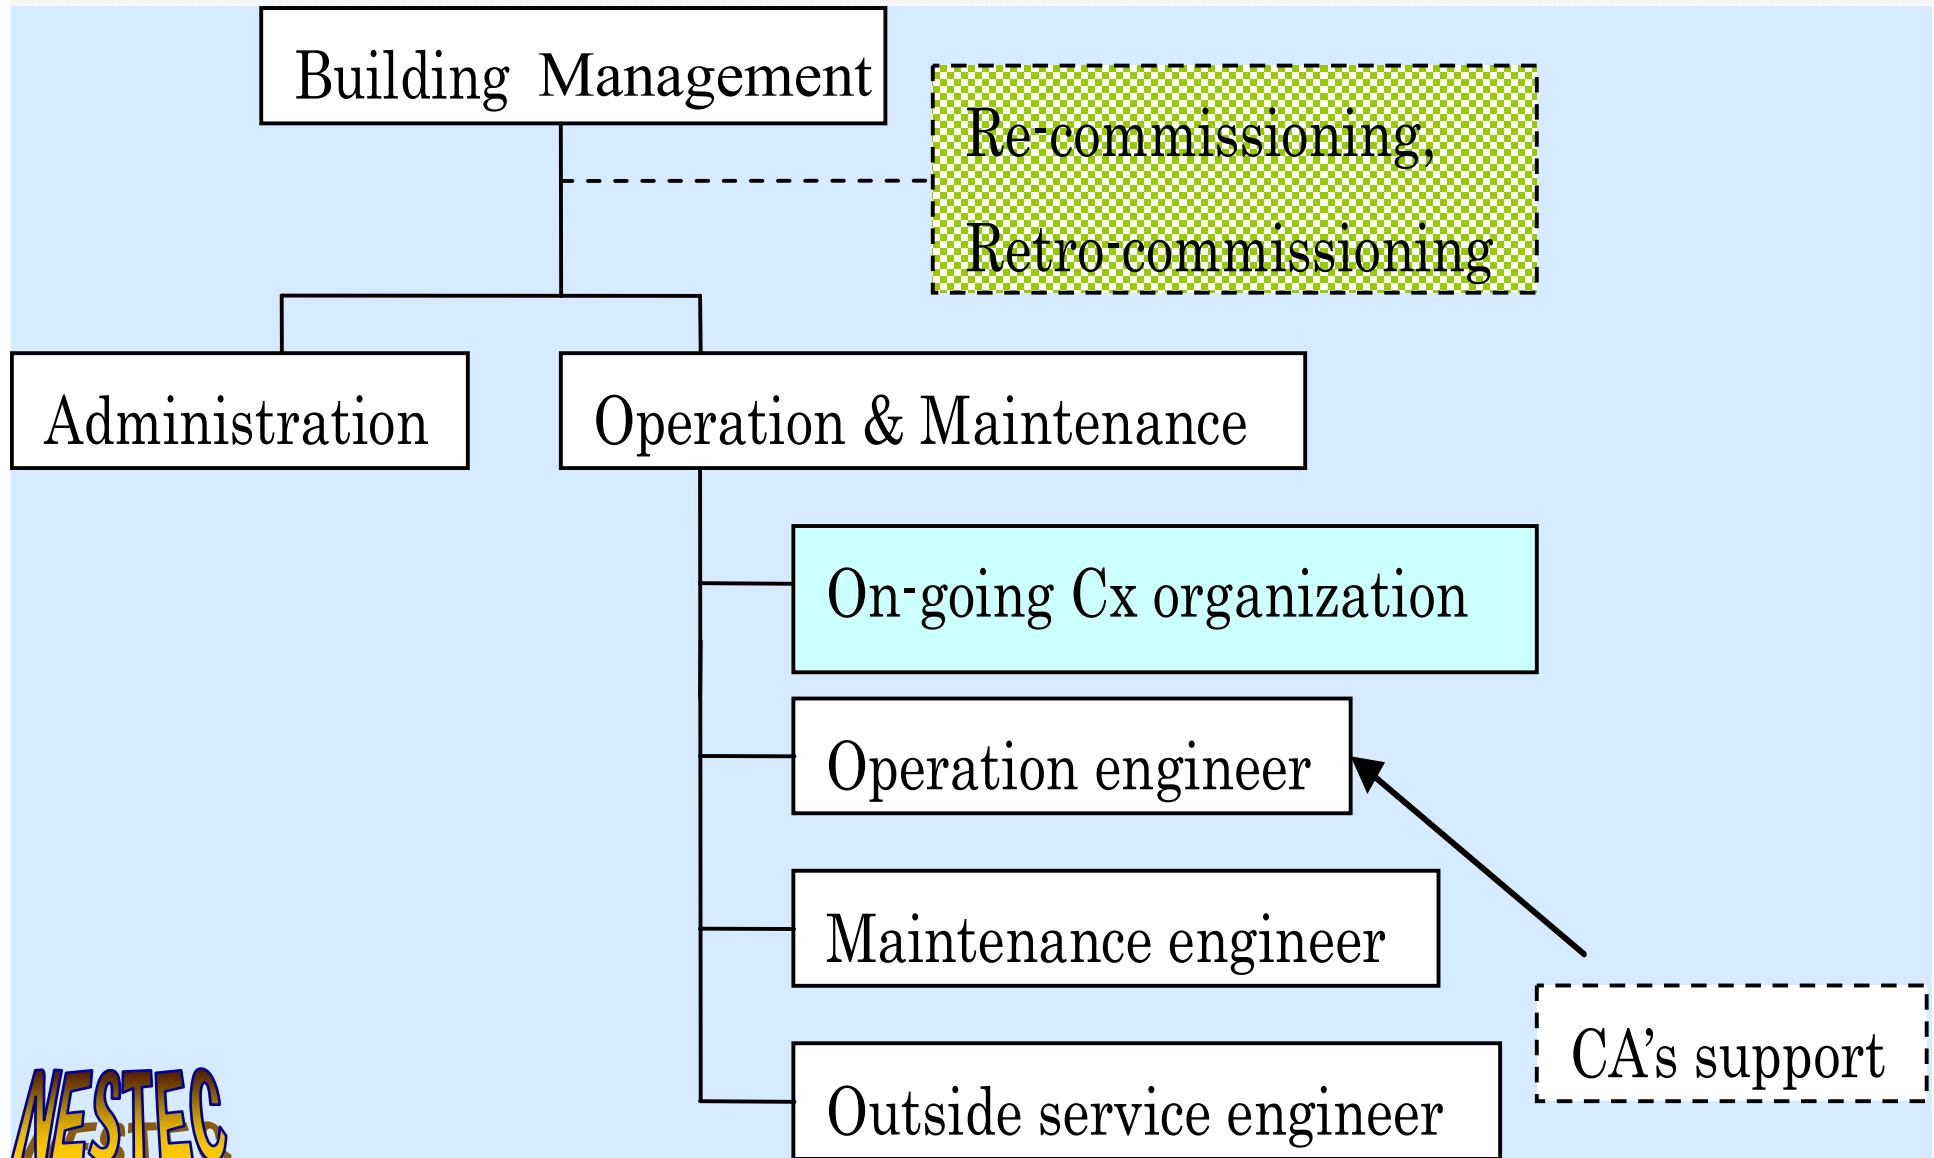 Building Management
Re-commissioning,
Retro-commissioning
Administration
Operation & Maintenance
On-going Cx organization
Operation engineer
Maintenance engineer
CA's support
Outside service engineer
NESTEC